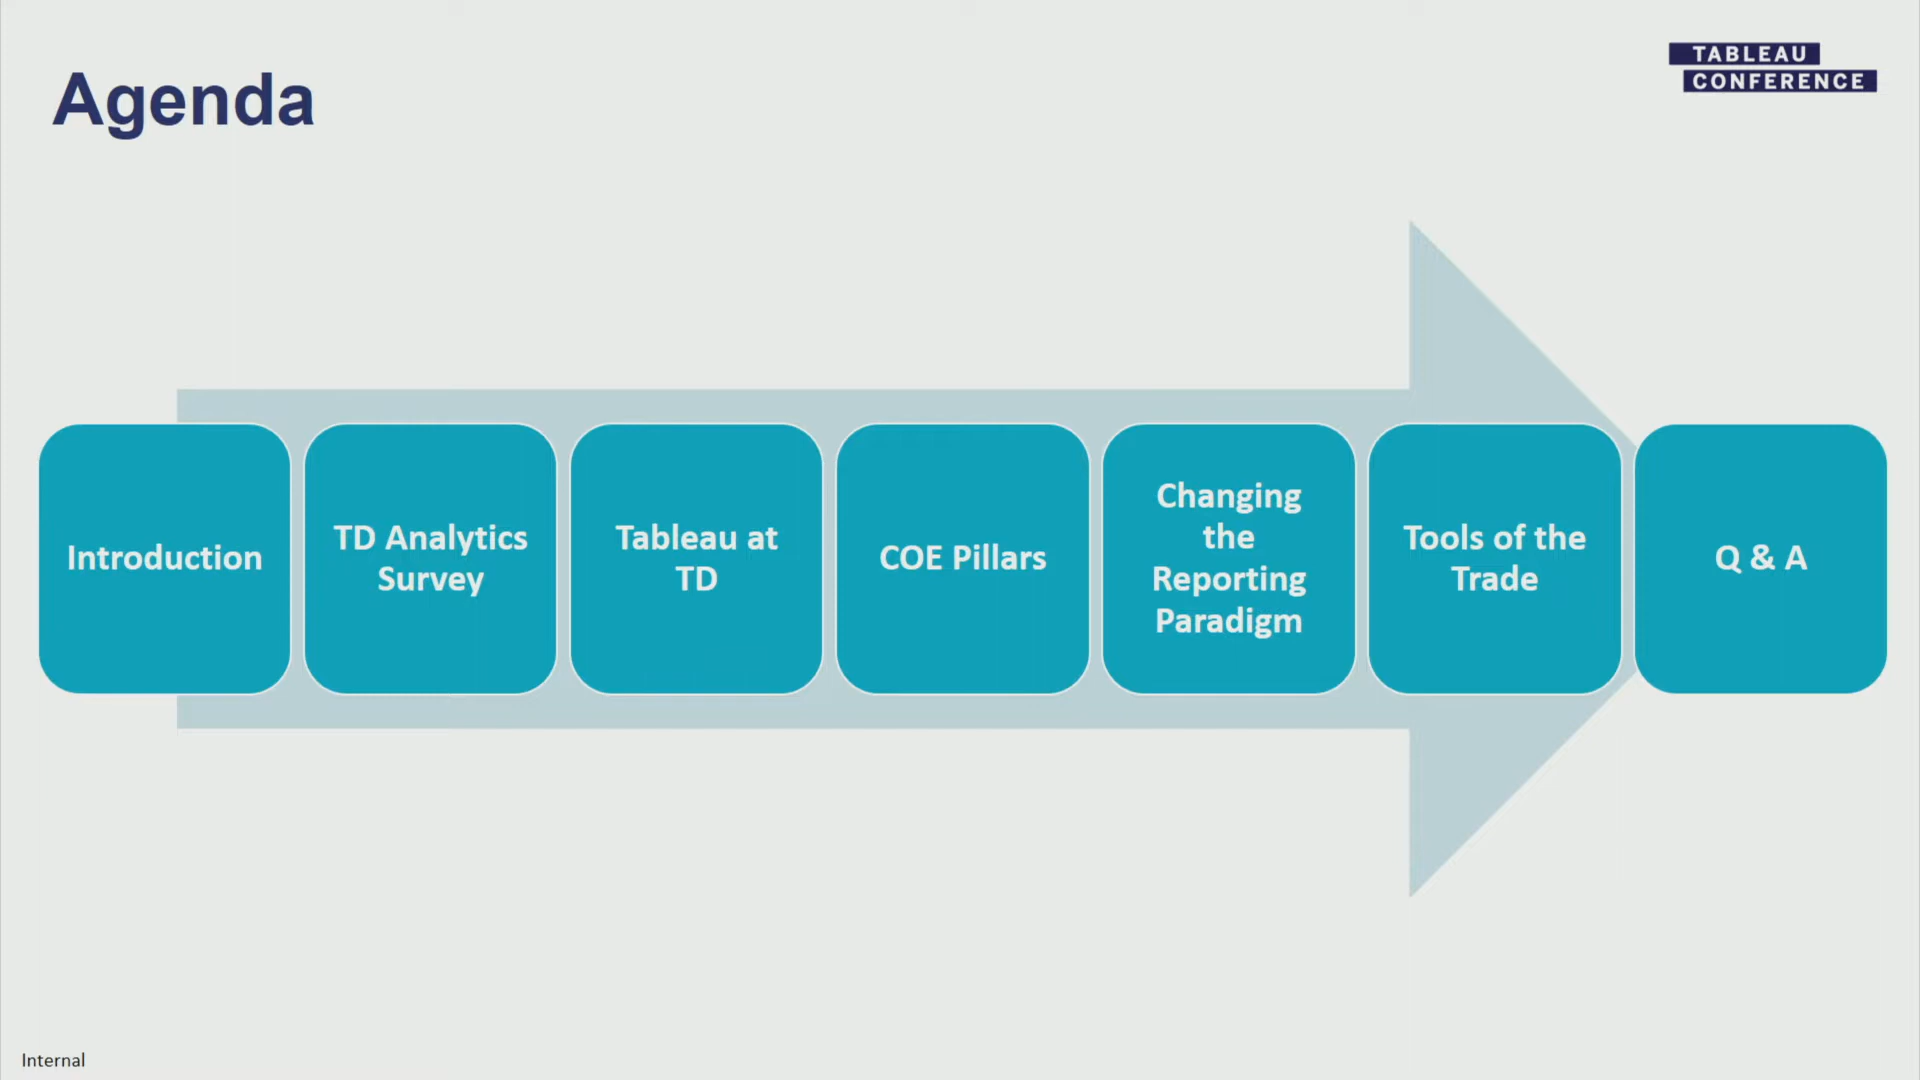 Agenda
TABLEAU
CONFERENCE
Introduction
TD Analytics
Survey
Tableau at
TD
COE Pillars
Changing
the
Reporting
Paradigm
Tools of the
Trade
Q & A
Internal